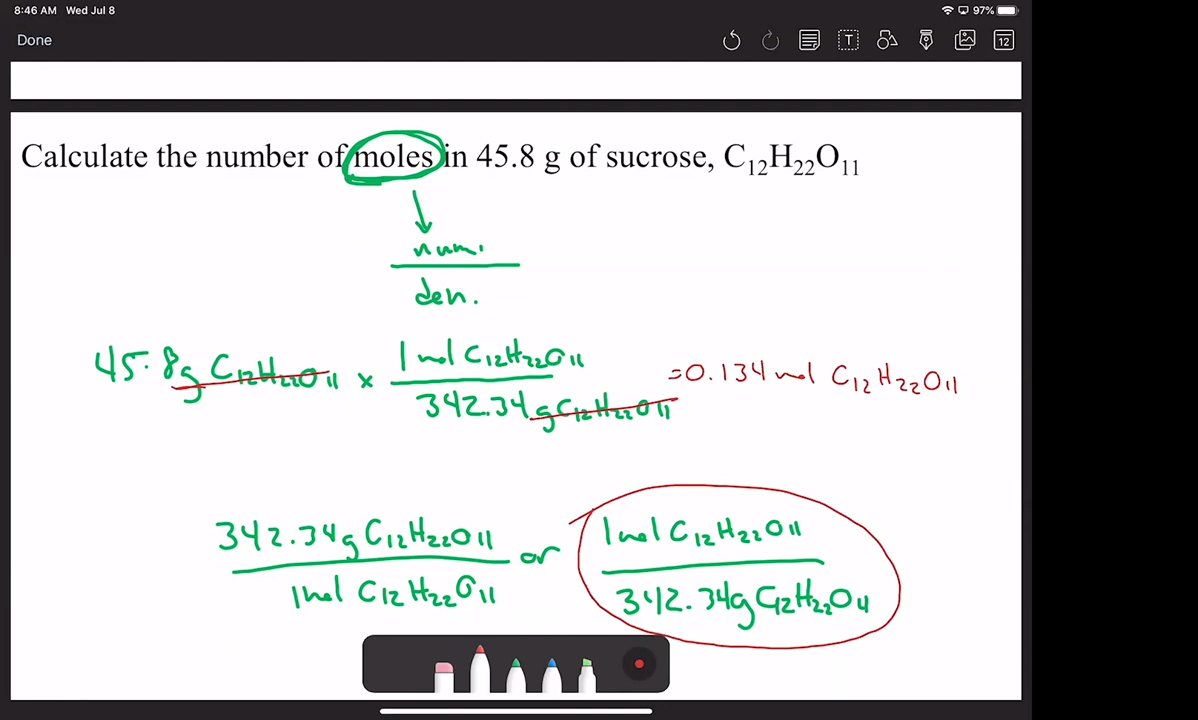 8:46 AM Wed Jul 8 97%
Done T 12
Calculate the number of moles in 45.8 g of sucrose, C₁₂H₂₂O₁₁
num.
den.
45.8g C₁₂H₂₂O₁₁ x 1 mol C₁₂H₂₂O₁₁
342.34 g C₁₂H₂₂O₁₁
=0.134 mol C₁₂H₂₂O₁₁
342.34g C₁₂H₂₂O₁₁
1 mol C₁₂H₂₂O₁₁
or
1 mol C₁₂H₂₂O₁₁
342.34g C₁₂H₂₂O₁₁